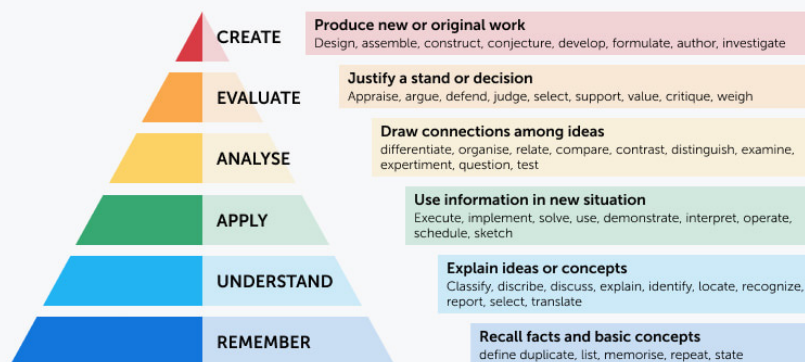 CREATE
Produce new or original work
Design, assemble, construct, conjecture, develop, formulate, author, investigate
EVALUATE
Justify a stand or decision
Appraise, argue, defend, judge, select, support, value, critique, weigh
ANALYSE
Draw connections among ideas
differentiate, organise, relate, compare, contrast, distinguish, examine,
expertiment, question, test
APPLY
Use information in new situation
Execute, implement, solve, use, demonstrate, interpret, operate,
schedule, sketch
UNDERSTAND
Explain ideas or concepts
Classify, discribe, discuss, explain, identify, locate, recognize,
report, select, translate
REMEMBER
Recall facts and basic concepts
define duplicate, list, memorise, repeat, state